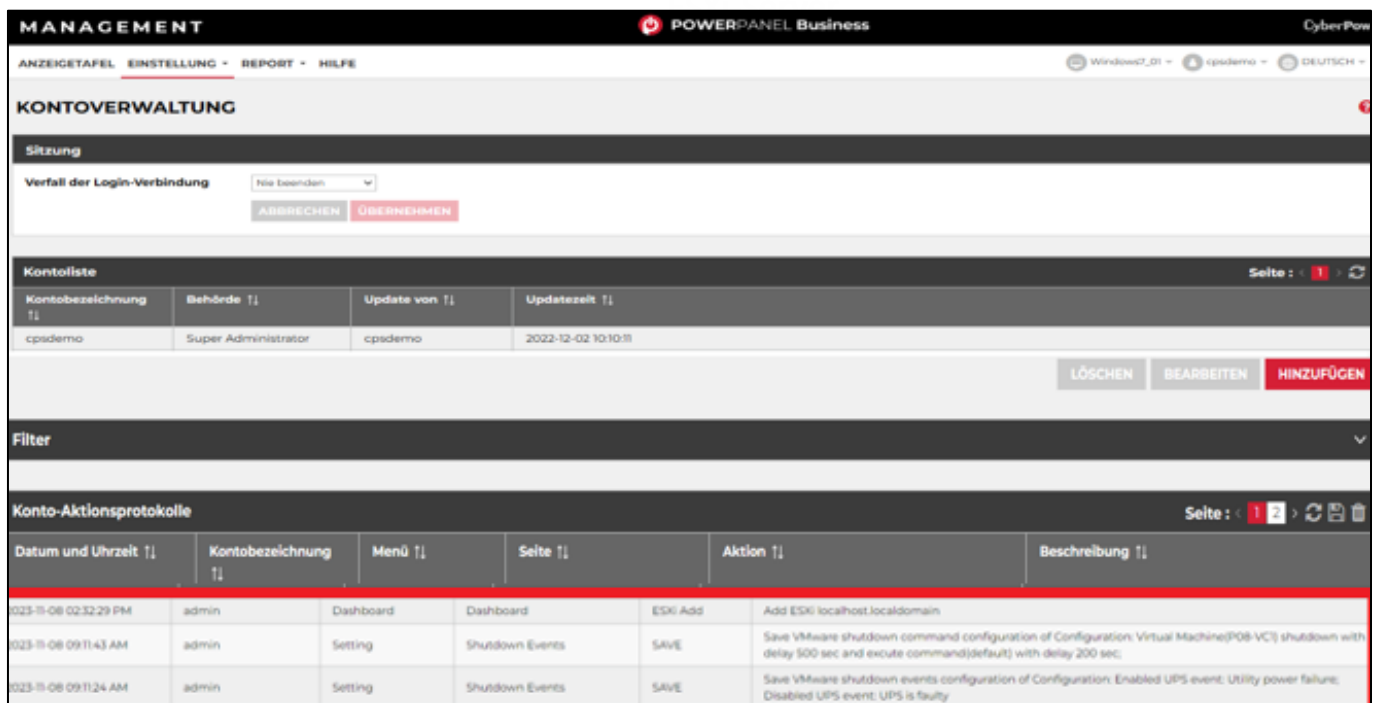 MANAGEMENT POWERPANEL Business CyberPow
ANZEIGETAFEL EINSTELLUNG REPORT HILFE Windows7_01 cpsdemo DEUTSCH
KONTOVERWALTUNG
Sitzung
Verfall der Login-Verbindung Nie beenden
ABBRECHEN ÜBERNEHMEN
Kontoliste Seite : < 1 >
Kontobezeichnung Behörde Update von Updatezeit
cpsdemo Super Administrator cpsdemo 2022-12-02 10:10:11
LÖSCHEN BEARBEITEN HINZUFÜGEN
Filter
Konto-Aktionsprotokolle Seite : < 1 2 >
Datum und Uhrzeit Kontobezeichnung Menü Seite Aktion Beschreibung
2023-11-08 02:32:29 PM admin Dashboard Dashboard ESXi Add Add ESXi localhost.localdomain
2023-11-08 09:11:43 AM admin Setting Shutdown Events SAVE Save VMware shutdown command configuration of Configuration: Virtual Machine(P08-VC1) shutdown with
delay 500 sec and excute command(default) with delay 200 sec;
2023-11-08 09:11:24 AM admin Setting Shutdown Events SAVE Save VMware shutdown events configuration of Configuration: Enabled UPS event: Utility power failure;
Disabled UPS event: UPS is faulty